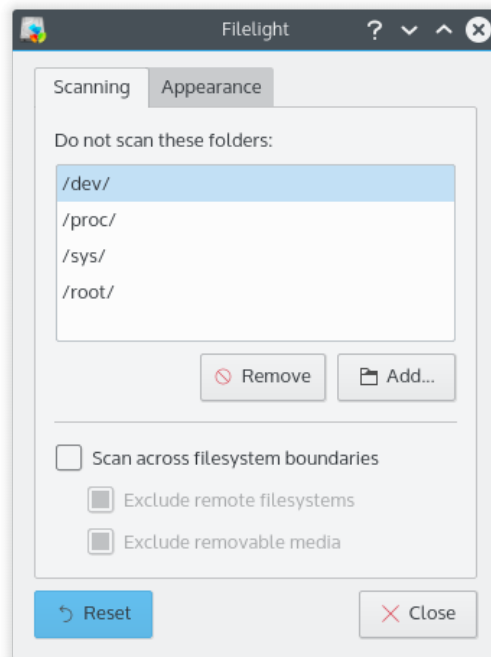 Filelight
Scanning Appearance
Do not scan these folders:
/dev/
/proc/
/sys/
/root/
Remove Add...
Scan across filesystem boundaries
Exclude remote filesystems
Exclude removable media
Reset Close